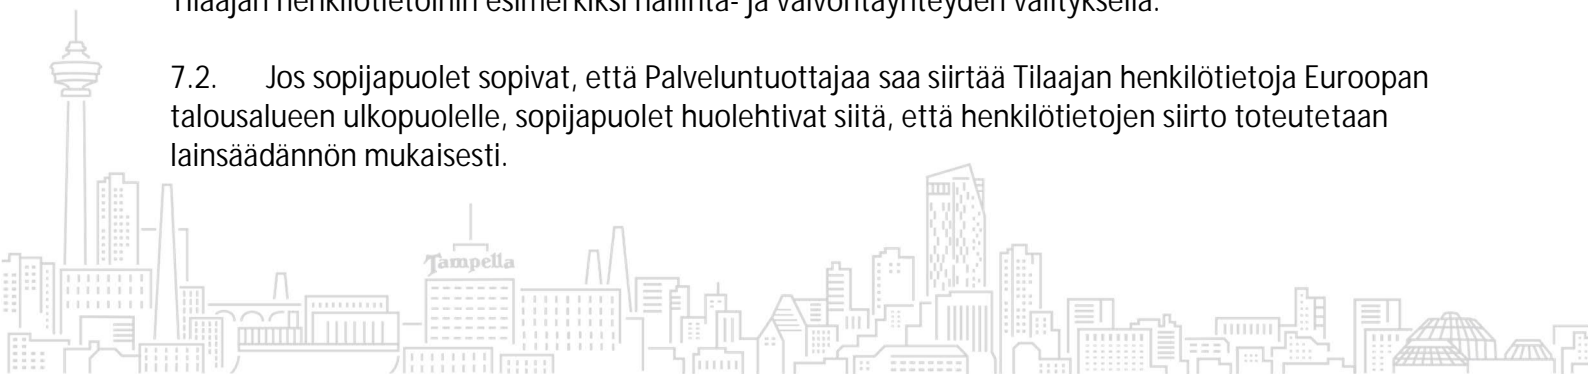 Tilaajan henkilötietoihin esimerkiksi hallinta- ja valvontayhteyden välityksellä.
7.2. Jos sopijapuolet sopivat, että Palveluntuottajaa saa siirtää Tilaajan henkilötietoja Euroopan
talousalueen ulkopuolelle, sopijapuolet huolehtivat siitä, että henkilötietojen siirto toteutetaan
lainsäädännön mukaisesti.
Tampella